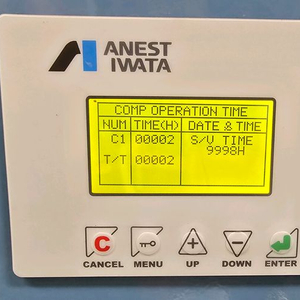 ANEST
IWATA
COMP OPERATION TIME
NUM TIME(H) DATE & TIME
C1 00002 S/V TIME
9998H
T/T 00002
C
CANCEL MENU UP DOWN ENTER